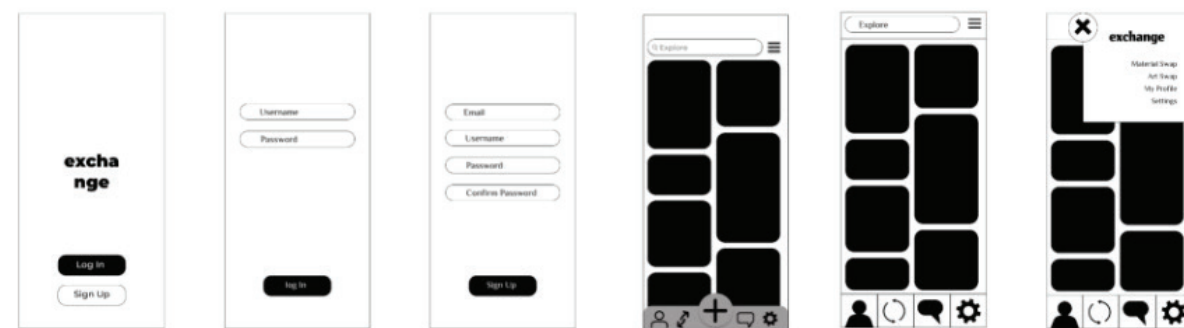 excha
nge
Log In
Sign Up
Username
Password
log In
Email
Username
Password
Confirm Password
Sign Up
Explore
Explore
exchange
Material Swap
Art Swap
My Profile
Settings